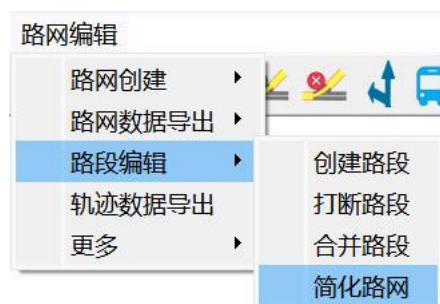 路网编辑
路网创建
路网数据导出
路段编辑
轨迹数据导出
更多
创建路段
打断路段
合并路段
简化路网